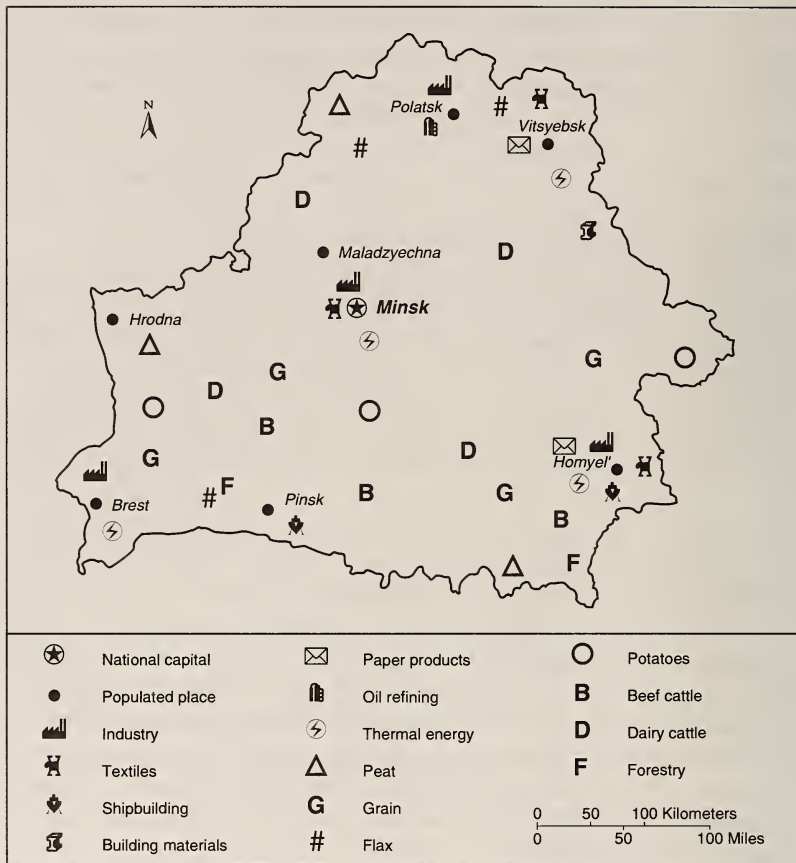 N
Polatsk
#
Vitsyebsk
#
D
Maladzyechna
D
Minsk
Hrodna
G
G
D
B
D
Homyel'
G
F
#
B
G
Brest
Pinsk
B
F
National capital
Paper products
Potatoes
Populated place
Oil refining
B Beef cattle
Industry
Thermal energy
D Dairy cattle
Textiles
Peat
F Forestry
Shipbuilding
G Grain
0 50 100 Kilometers
Building materials
# Flax
0 50 100 Miles